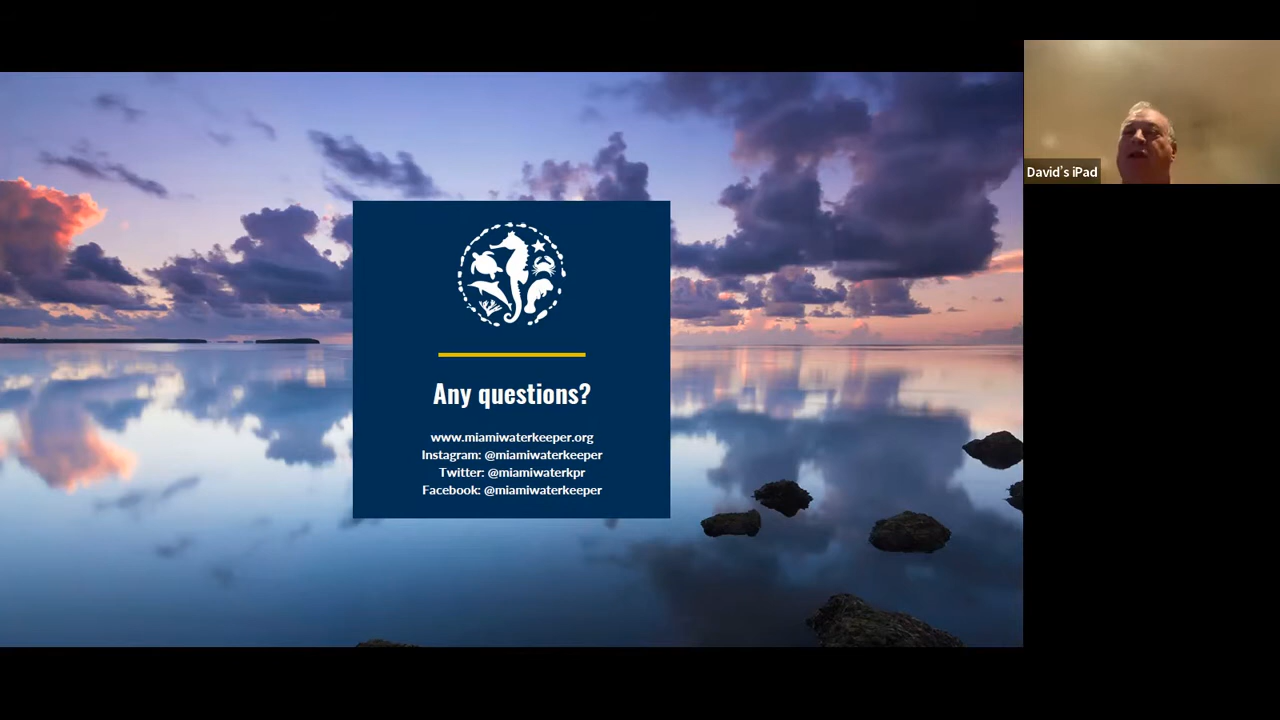 Any questions?
www.miamiwaterkeeper.org
Instagram: @miamiwaterkeeper
Twitter: @miamiwaterkpr
Facebook: @miamiwaterkeeper
David's iPad